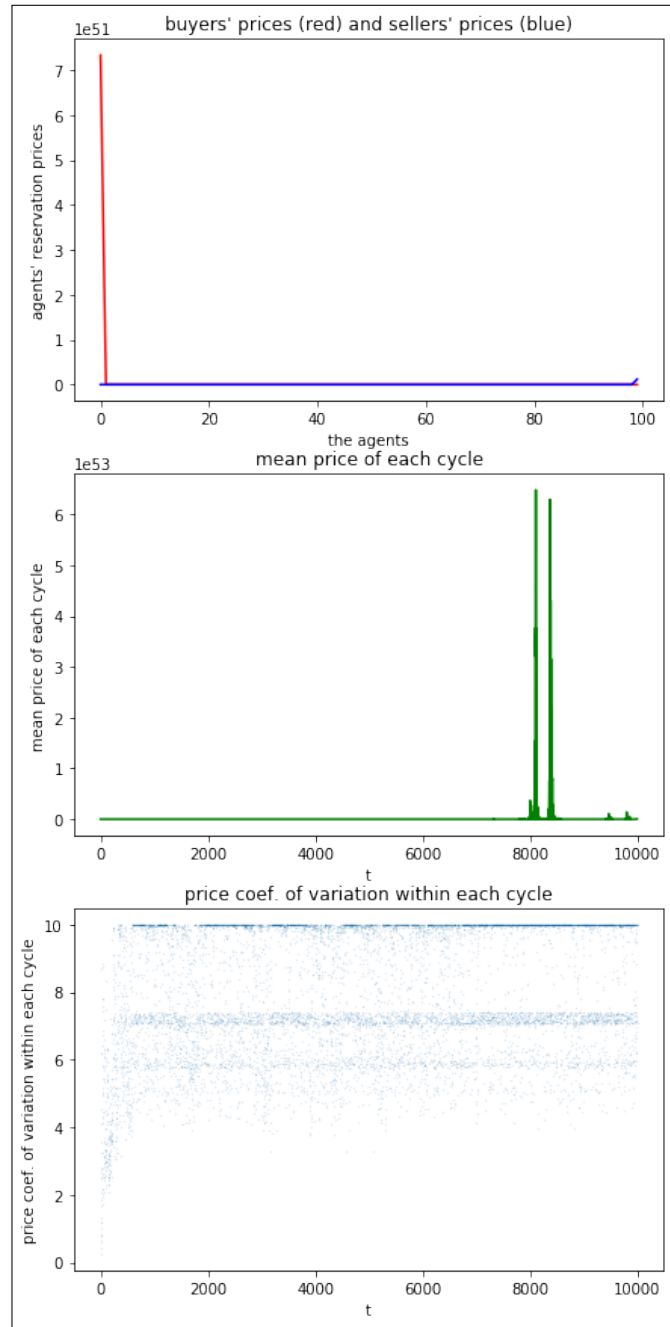 buyers' prices (red) and sellers' prices (blue)
1e51
7
6
5
4
3
2
1
0
agents' reservation prices
0 20 40 60 80 100
the agents
mean price of each cycle
1e53
6
5
4
3
2
1
0
mean price of each cycle
0 2000 4000 6000 8000 10000
t
price coef. of variation within each cycle
10
8
6
4
2
0
price coef. of variation within each cycle
0 2000 4000 6000 8000 10000
t